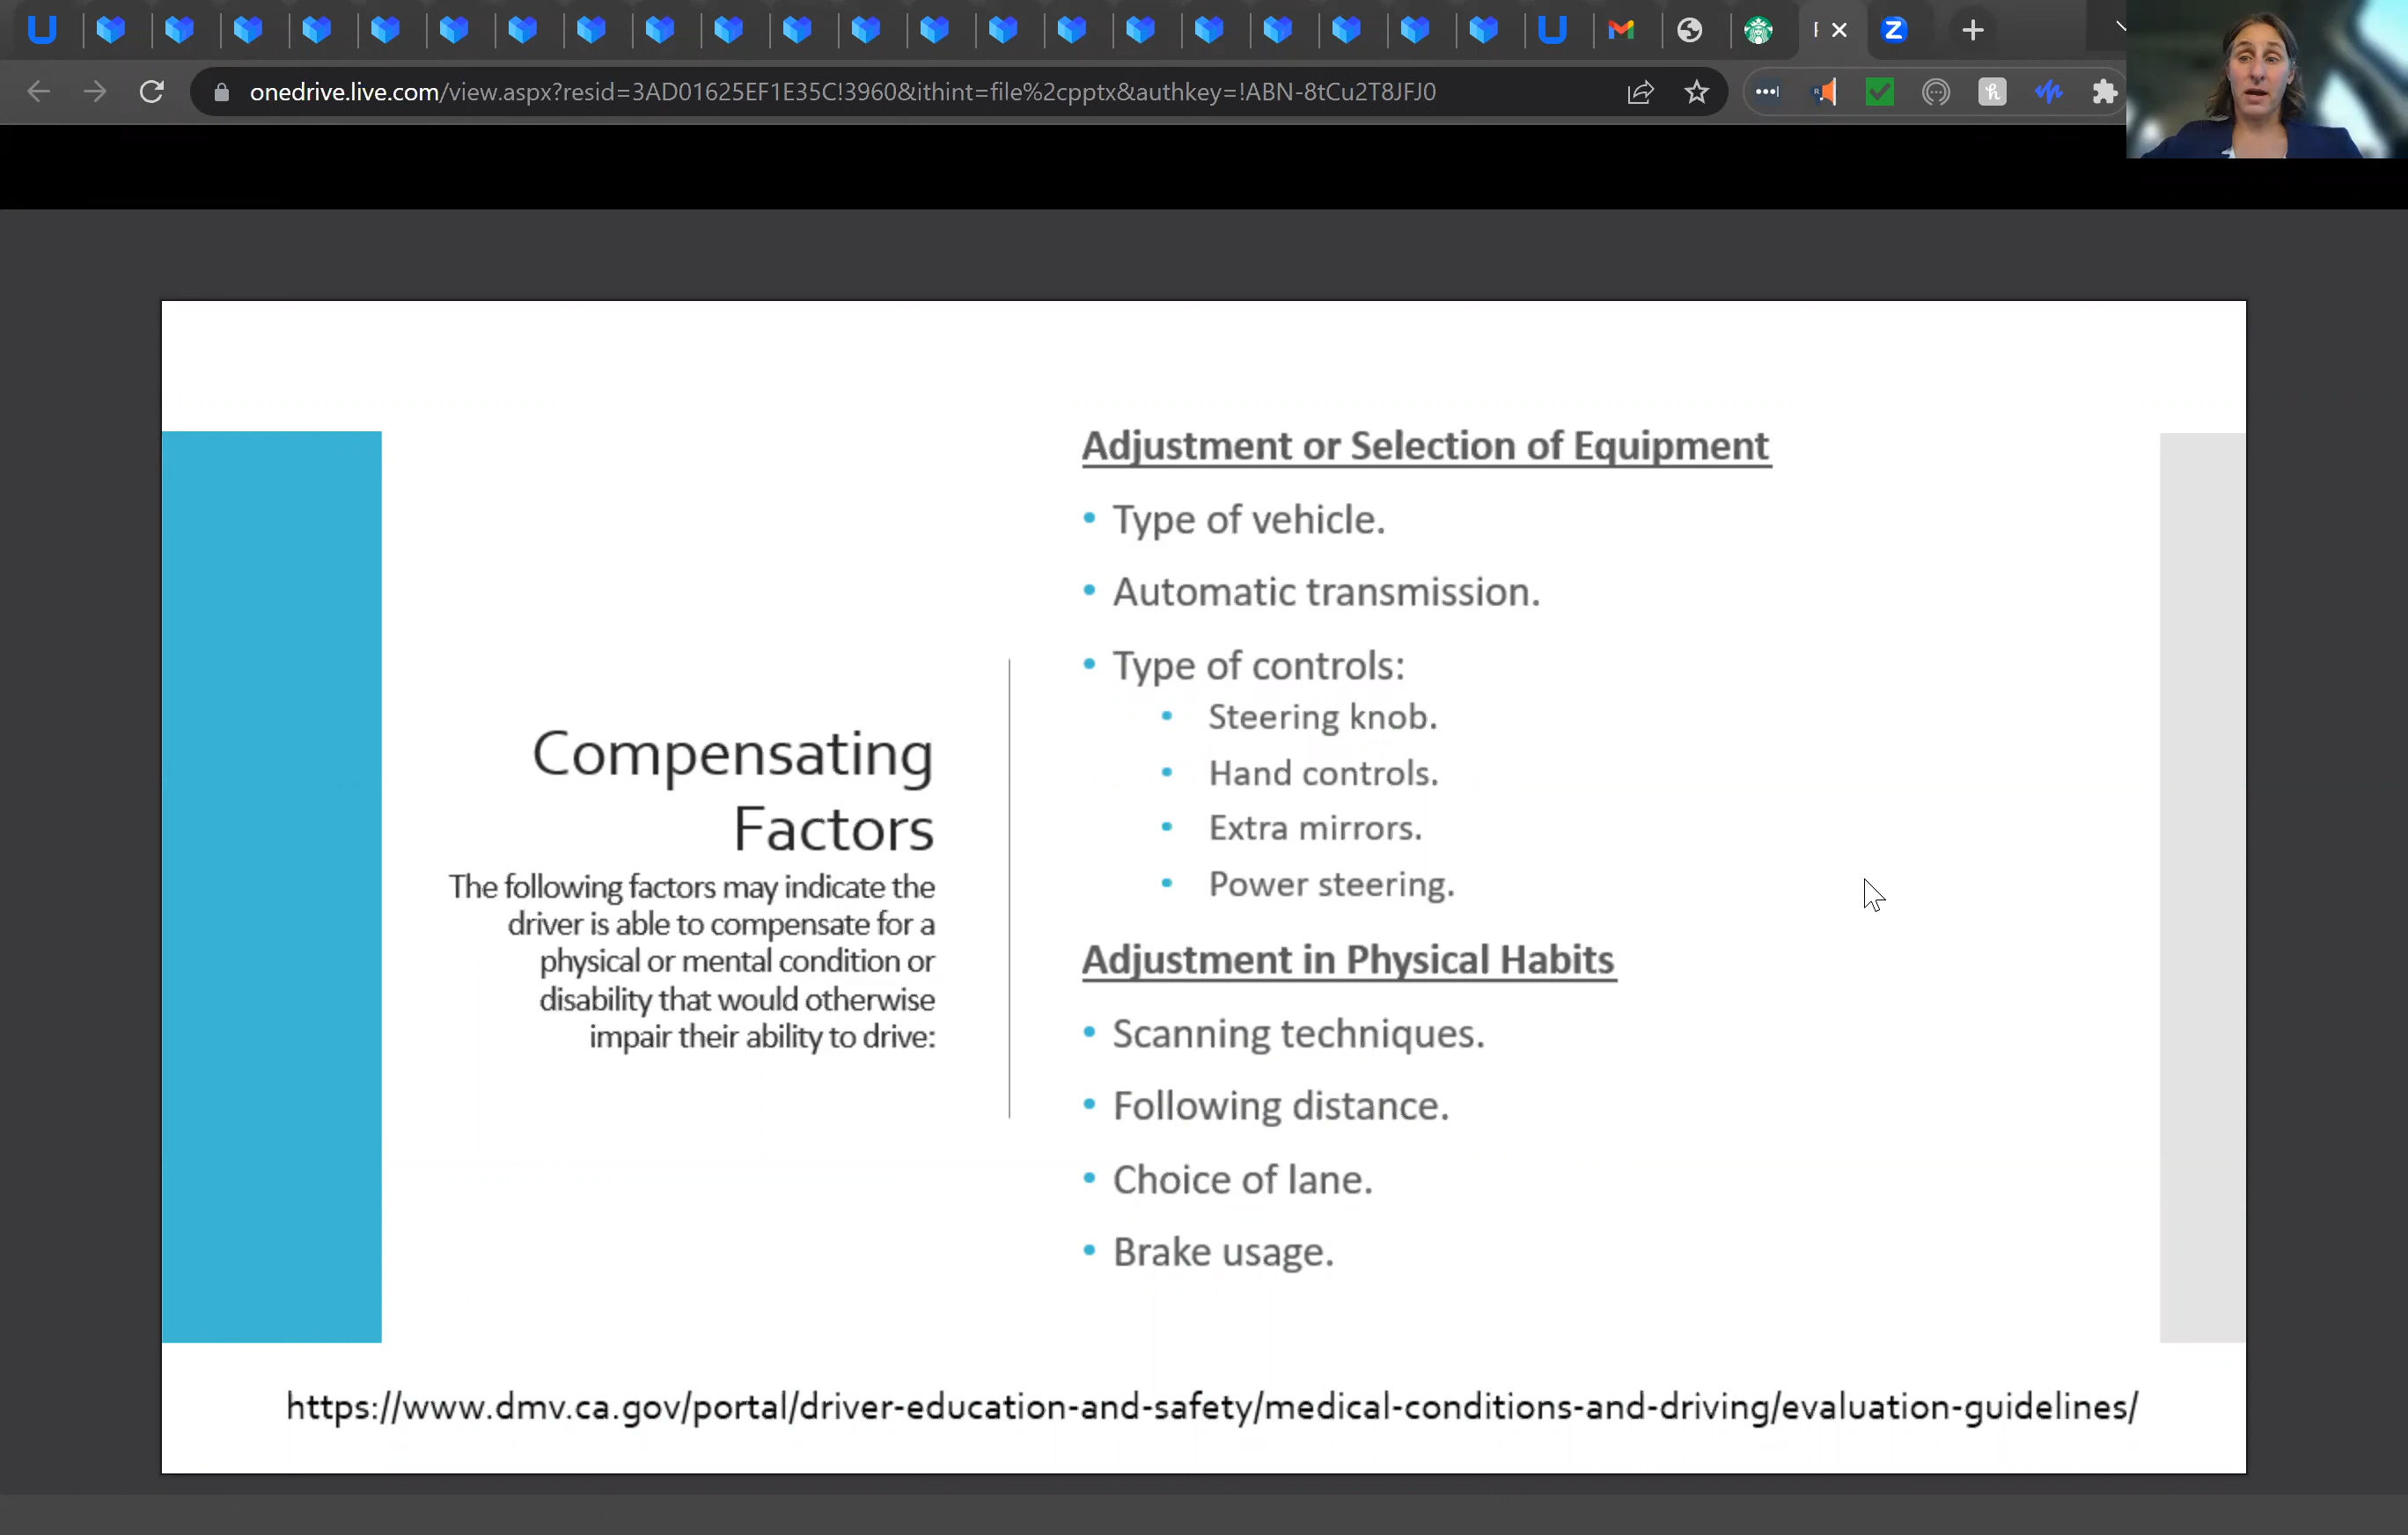 onedrive.live.com/view.aspx?resid=3AD01625EF1E35C!3960&ithint=file%2cpptx&authkey=!ABN-8tCu2T8JFJ0
Compensating
Factors
The following factors may indicate the
driver is able to compensate for a
physical or mental condition or
disability that would otherwise
impair their ability to drive:
Adjustment or Selection of Equipment
• Type of vehicle.
• Automatic transmission.
• Type of controls:
• Steering knob.
• Hand controls.
• Extra mirrors.
• Power steering.
Adjustment in Physical Habits
• Scanning techniques.
• Following distance.
• Choice of lane.
• Brake usage.
https://www.dmv.ca.gov/portal/driver-education-and-safety/medical-conditions-and-driving/evaluation-guidelines/